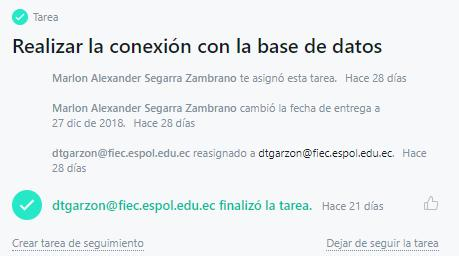 Tarea
Realizar la conexión con la base de datos
Marlon Alexander Segarra Zambrano te asignó esta tarea. Hace 28 días
Marlon Alexander Segarra Zambrano cambió la fecha de entrega a
27 dic de 2018. Hace 28 días
dtgarzon@fiec.espol.edu.ec reasignado a dtgarzon@fiec.espol.edu.ec. Hace
28 días
dtgarzon@fiec.espol.edu.ec finalizó la tarea. Hace 21 días
Crear tarea de seguimiento Dejar de seguir la tarea